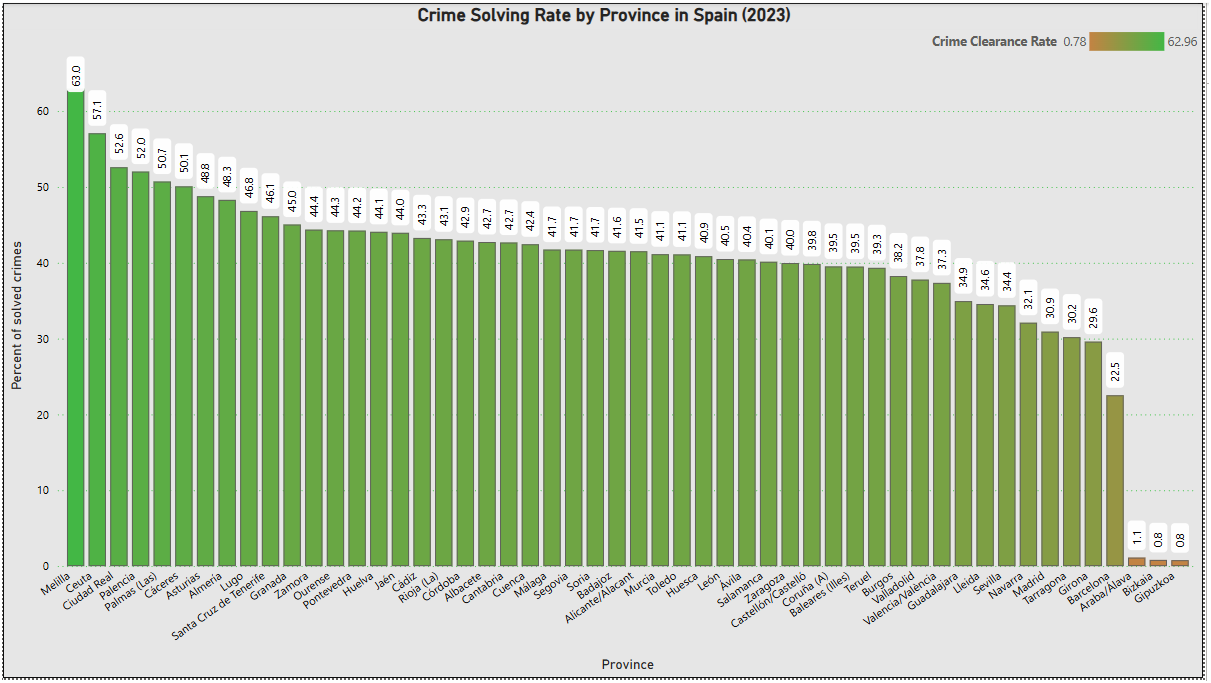 Crime Solving Rate by Province in Spain (2023)
Crime Clearance Rate 0.78 62.96
Percent of solved crimes
60
50
40
30
20
10
0
63.0
57.1
52.6
52.0
50.7
50.1
48.8
48.3
46.8
46.1
45.0
44.4
44.3
44.2
44.1
44.0
43.3
43.1
42.9
42.7
42.7
42.4
41.7
41.7
41.7
41.6
41.5
41.1
41.1
40.9
40.5
40.4
40.1
40.0
39.8
39.5
39.5
39.3
38.2
37.8
37.3
34.9
34.6
34.4
32.1
30.9
30.2
29.6
22.5
1.1
0.8
0.8
Melilla
Ceuta
Ciudad Real
Palencia
Palmas (Las)
Cáceres
Asturias
Almería
Lugo
Santa Cruz de Tenerife
Granada
Zamora
Ourense
Pontevedra
Huelva
Jaén
Cádiz
Rioja (La)
Córdoba
Albacete
Cantabria
Cuenca
Málaga
Segovia
Soria
Badajoz
Alicante/Alacant
Murcia
Toledo
Huesca
León
Ávila
Salamanca
Zaragoza
Castellón/Castelló
Coruña (A)
Baleares (Illes)
Teruel
Burgos
Valladolid
Valencia/València
Guadalajara
Lleida
Sevilla
Navarra
Madrid
Tarragona
Girona
Barcelona
Araba/Álava
Bizkaia
Gipuzkoa
Province